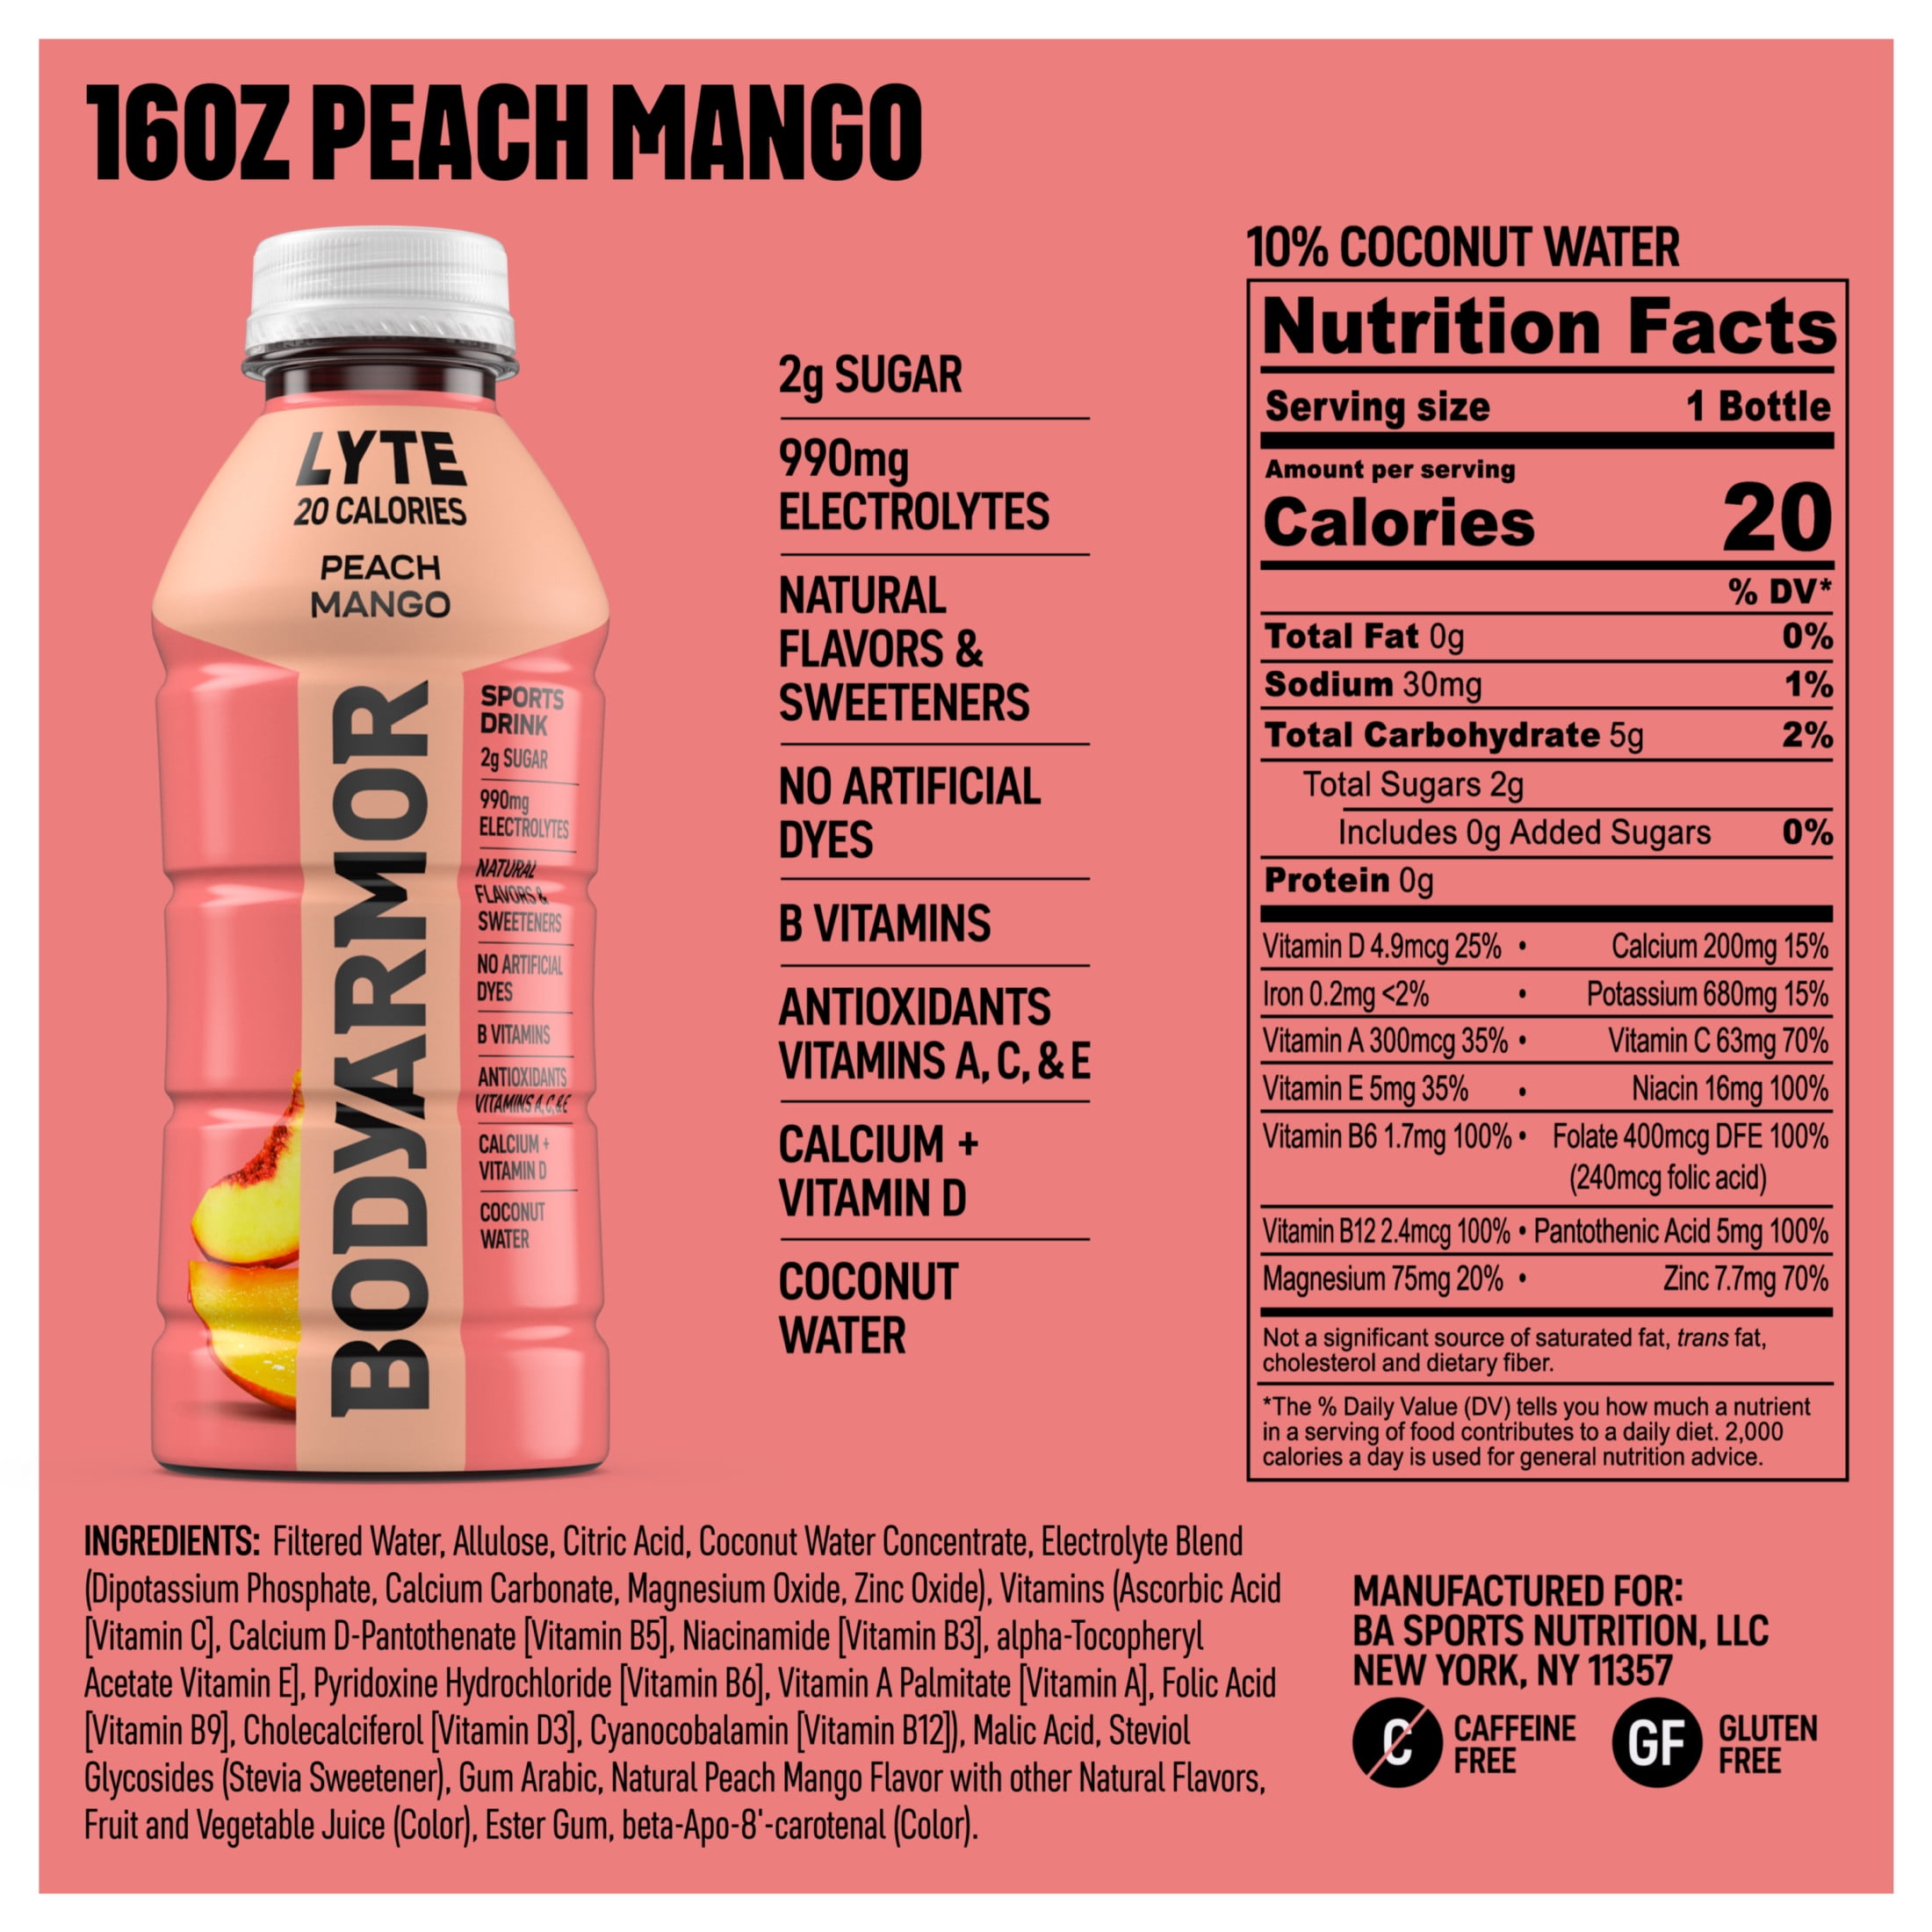 16OZ PEACH MANGO
LYTE
20 CALORIES
PEACH
MANGO
BODYARMOR
SPORTS
DRINK
2g SUGAR
990mg
ELECTROLYTES
NATURAL
FLAVORS &
SWEETENERS
NO ARTIFICIAL
DYES
B VITAMINS
ANTIOXIDANTS
VITAMINS A,C,&E
CALCIUM +
VITAMIN D
COCONUT
WATER
2g SUGAR
990mg
ELECTROLYTES
NATURAL
FLAVORS &
SWEETENERS
NO ARTIFICIAL
DYES
B VITAMINS
ANTIOXIDANTS
VITAMINS A, C, & E
CALCIUM +
VITAMIN D
COCONUT
WATER
10% COCONUT WATER
Nutrition Facts
Serving size 1 Bottle
Amount per serving
Calories 20
% DV*
Total Fat 0g 0%
Sodium 30mg 1%
Total Carbohydrate 5g 2%
Total Sugars 2g
Includes 0g Added Sugars 0%
Protein 0g
Vitamin D 4.9mcg 25% • Calcium 200mg 15%
Iron 0.2mg <2% • Potassium 680mg 15%
Vitamin A 300mcg 35% • Vitamin C 63mg 70%
Vitamin E 5mg 35% • Niacin 16mg 100%
Vitamin B6 1.7mg 100% • Folate 400mcg DFE 100%
(240mcg folic acid)
Vitamin B12 2.4mcg 100% • Pantothenic Acid 5mg 100%
Magnesium 75mg 20% • Zinc 7.7mg 70%
Not a significant source of saturated fat, trans fat,
cholesterol and dietary fiber.
*The % Daily Value (DV) tells you how much a nutrient
in a serving of food contributes to a daily diet. 2,000
calories a day is used for general nutrition advice.
INGREDIENTS: Filtered Water, Allulose, Citric Acid, Coconut Water Concentrate, Electrolyte Blend
(Dipotassium Phosphate, Calcium Carbonate, Magnesium Oxide, Zinc Oxide), Vitamins (Ascorbic Acid
[Vitamin C], Calcium D-Pantothenate [Vitamin B5], Niacinamide [Vitamin B3], alpha-Tocopheryl
Acetate Vitamin E], Pyridoxine Hydrochloride [Vitamin B6], Vitamin A Palmitate [Vitamin A], Folic Acid
[Vitamin B9], Cholecalciferol [Vitamin D3], Cyanocobalamin [Vitamin B12]), Malic Acid, Steviol
Glycosides (Stevia Sweetener), Gum Arabic, Natural Peach Mango Flavor with other Natural Flavors,
Fruit and Vegetable Juice (Color), Ester Gum, beta-Apo-8'-carotenal (Color).
MANUFACTURED FOR:
BA SPORTS NUTRITION, LLC
NEW YORK, NY 11357
C CAFFEINE
FREE
GF GLUTEN
FREE